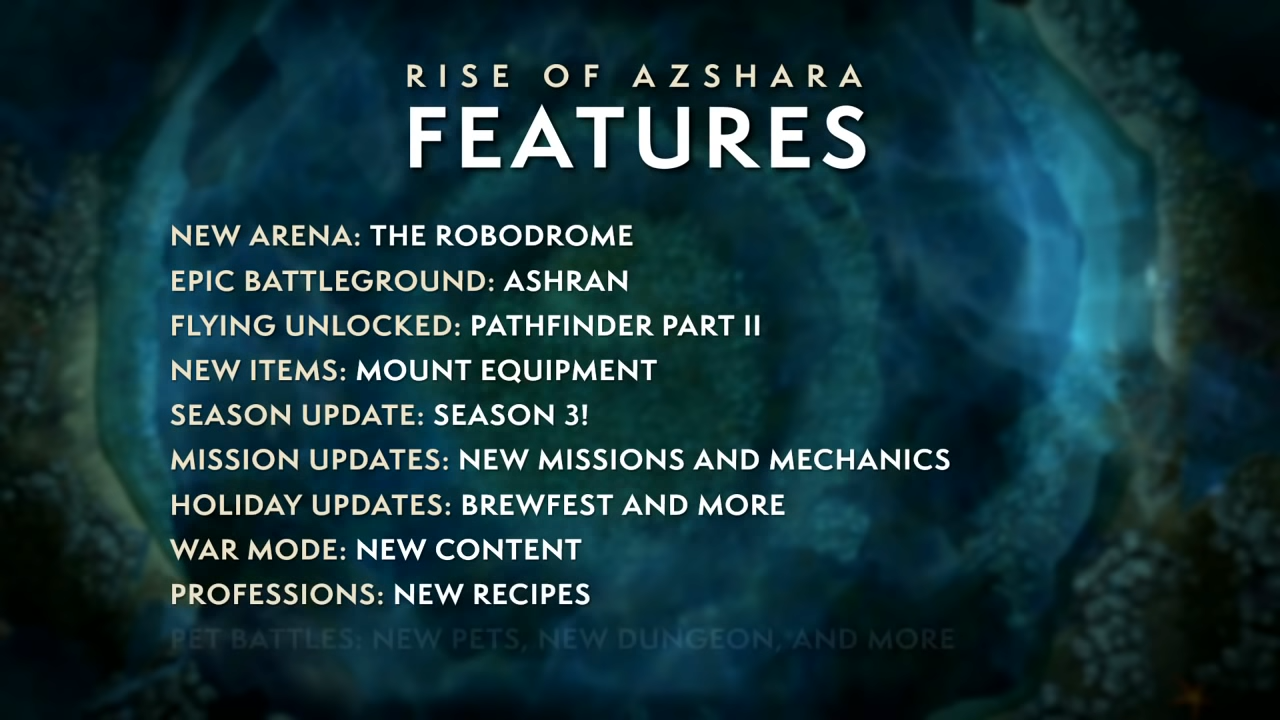 RISE OF AZSHARA
FEATURES
NEW ARENA: THE ROBODROME
EPIC BATTLEGROUND: ASHRAN
FLYING UNLOCKED: PATHFINDER PART II
NEW ITEMS: MOUNT EQUIPMENT
SEASON UPDATE: SEASON 3!
MISSION UPDATES: NEW MISSIONS AND MECHANICS
HOLIDAY UPDATES: BREWFEST AND MORE
WAR MODE: NEW CONTENT
PROFESSIONS: NEW RECIPES
PET BATTLES: NEW PETS, NEW DUNGEON, AND MORE